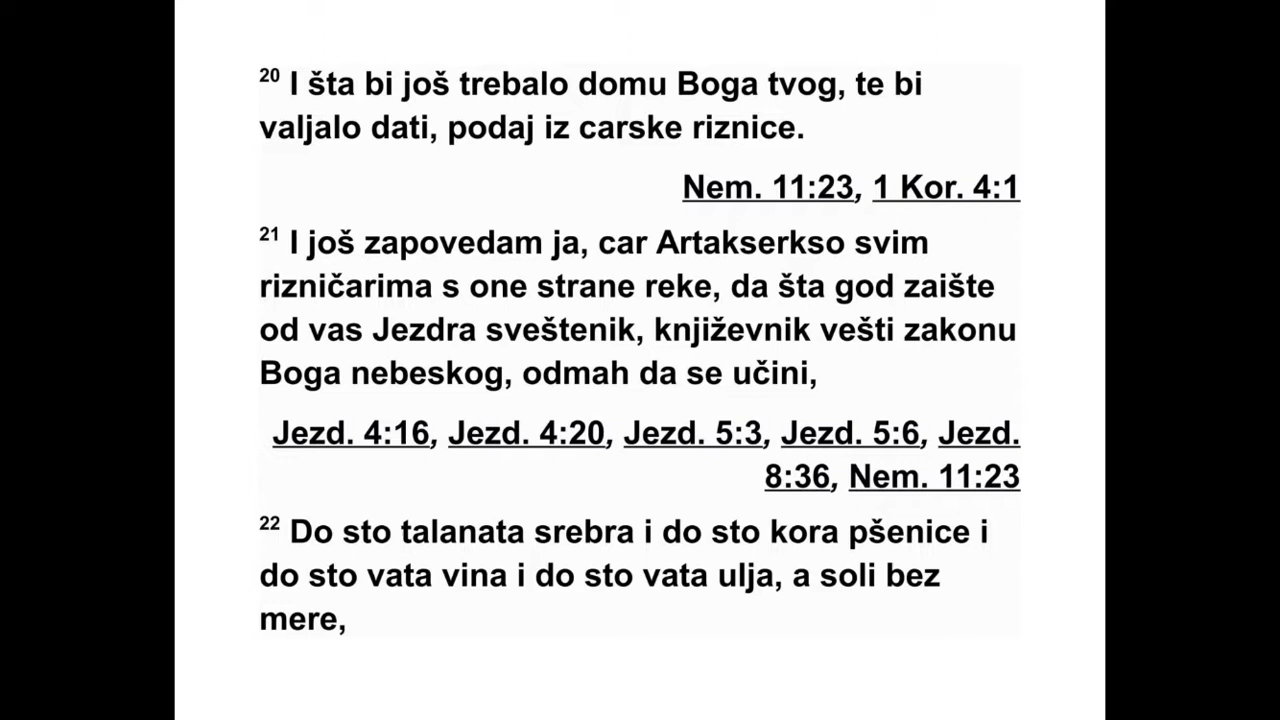 20 I šta bi još trebalo domu Boga tvog, te bi
valjalo dati, podaj iz carske riznice.
Nem. 11:23, 1 Kor. 4:1
21 I još zapovedam ja, car Artakserkso svim
rizničarima s one strane reke, da šta god zaište
od vas Jezdra sveštenik, književnik vešti zakonu
Boga nebeskog, odmah da se učini,
Jezd. 4:16, Jezd. 4:20, Jezd. 5:3, Jezd. 5:6, Jezd.
8:36, Nem. 11:23
22 Do sto talanata srebra i do sto kora pšenice i
do sto vata vina i do sto vata ulja, a soli bez
mere,